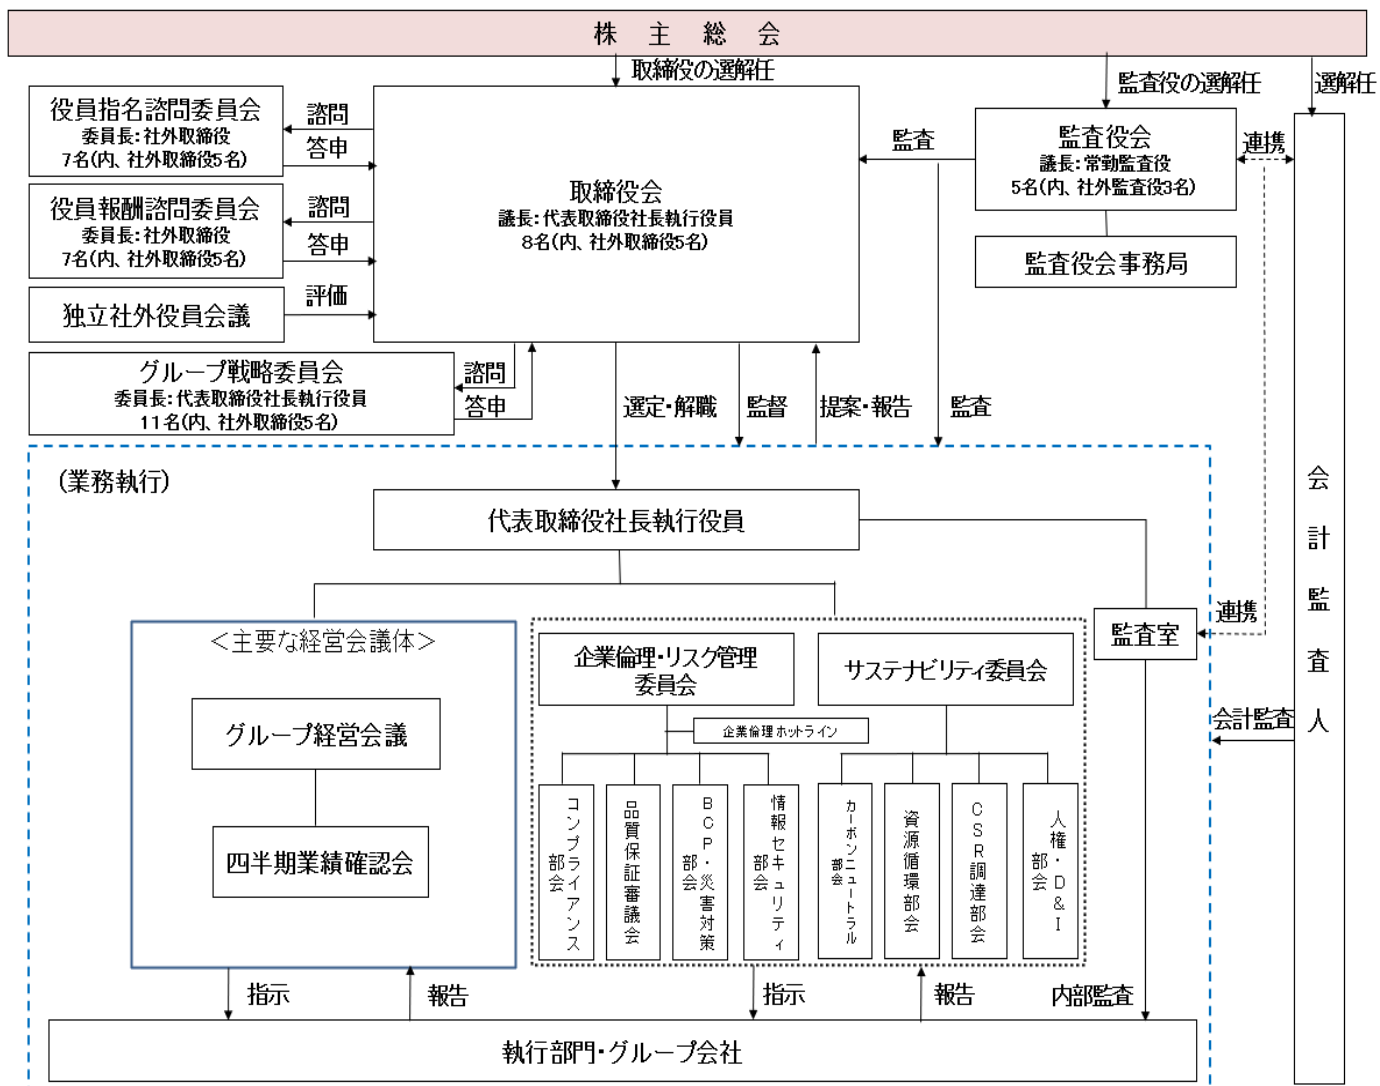 株主総会
取締役の選解任
監査役の選解任
選解任
役員指名諮問委員会
委員長：社外取締役
7名(内、社外取締役5名)
諮問
答申
役員報酬諮問委員会
委員長：社外取締役
7名(内、社外取締役5名)
諮問
答申
独立社外役員会議
評価
取締役会
議長：代表取締役社長執行役員
8名(内、社外取締役5名)
監査
監査役会
議長：常勤監査役
5名(内、社外監査役3名)
連携
監査役会事務局
グループ戦略委員会
委員長：代表取締役社長執行役員
11名(内、社外取締役5名)
諮問
答申
選定・解職
監督
提案・報告
監査
会計監査人
(業務執行)
代表取締役社長執行役員
＜主要な経営会議体＞
グループ経営会議
四半期業績確認会
企業倫理・リスク管理
委員会
サステナビリティ委員会
企業倫理ホットライン
コンプライアンス
部会
品質保証審議会
BCP・災害対策
部会
情報セキュリティ
部会
カーボンニュートラル
部会
資源循環部会
CSR調達部会
人権・D&I
部会
監査室
連携
会計監査
指示
報告
指示
報告
内部監査
執行部門・グループ会社